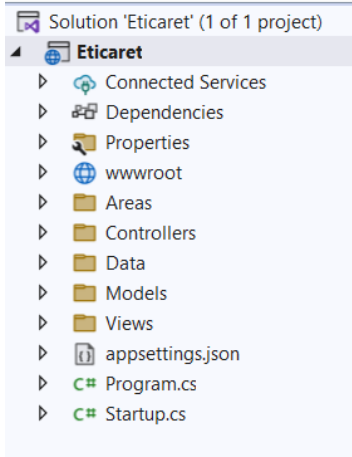 Solution 'Eticaret' (1 of 1 project)
Eticaret
Connected Services
Dependencies
Properties
wwwroot
Areas
Controllers
Data
Models
Views
appsettings.json
C# Program.cs
C# Startup.cs